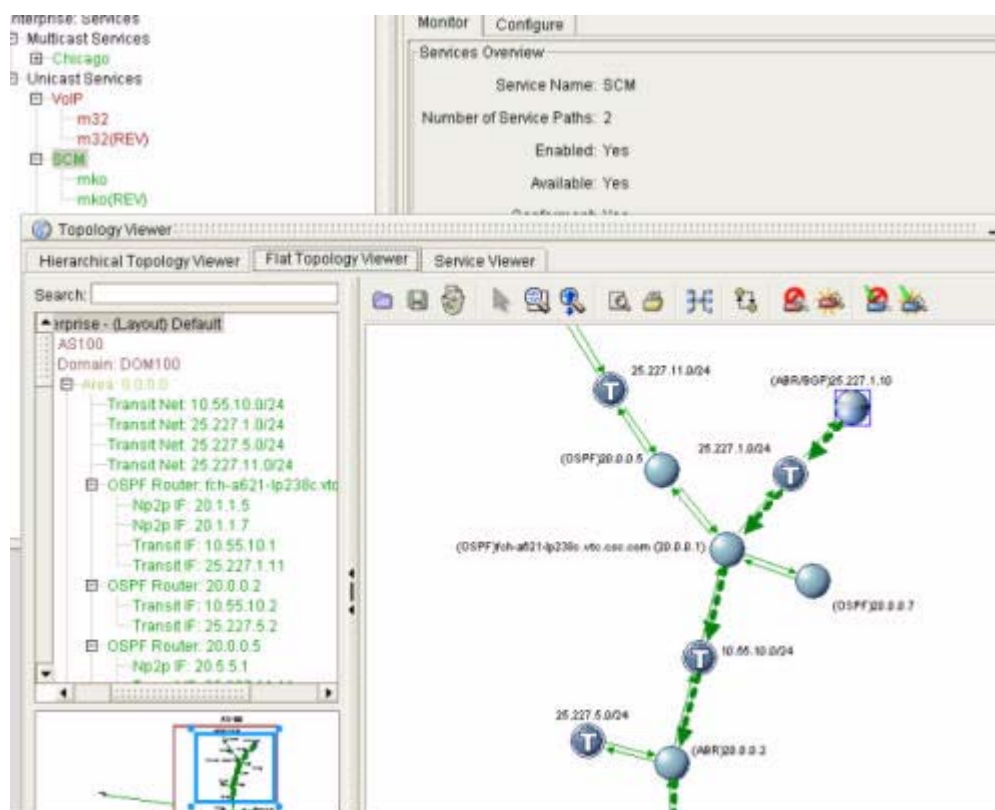 nterprise: Services
Multicast Services
Chicago
Unicast Services
VoIP
m32
m32(REV)
SCM
mko
mko(REV)
Monitor
Configure
Services Overview
Service Name: SCM
Number of Service Paths: 2
Enabled: Yes
Available: Yes
Topology Viewer
Hierarchical Topology Viewer
Flat Topology Viewer
Service Viewer
Search:
erprise - (Layout) Default
AS100
Domain: DOM100
Area: 0.0.0.0
Transit Net: 10.55.10.0/24
Transit Net: 25.227.1.0/24
Transit Net: 25.227.5.0/24
Transit Net: 25.227.11.0/24
OSPF Router: fch-a621-lp238c.vtc
Np2p IF: 20.1.1.5
Np2p IF: 20.1.1.7
Transit IF: 10.55.10.1
Transit IF: 25.227.1.11
OSPF Router: 20.0.0.2
Transit IF: 10.55.10.2
Transit IF: 25.227.5.2
OSPF Router: 20.0.0.5
Np2p IF: 20.5.5.1
25.227.11.0/24
T
(ABR/BGP)25.227.1.10
25.227.1.0/24
T
(OSPF)20.0.0.5
(OSPF)fch-a621-lp238c.vtc.csc.com (20.0.0.1)
(OSPF)20.0.0.7
10.55.10.0/24
T
25.227.5.0/24
T
(ABR)20.0.0.2